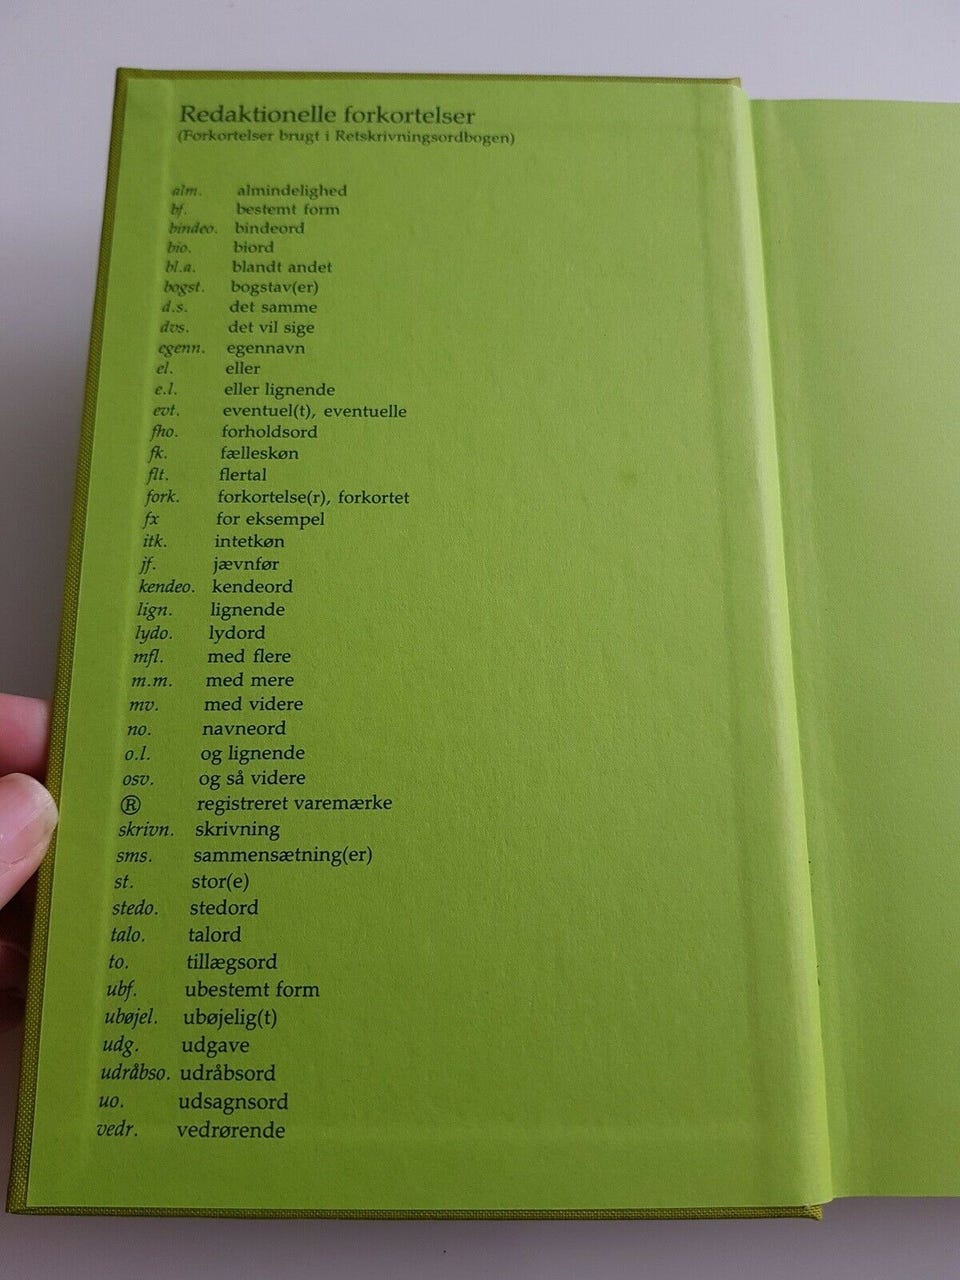 Redaktionelle forkortelser
(Forkortelser brugt i Retskrivningsordbogen)
alm. almindelighed
bf. bestemt form
bindeo. bindeord
bio. biord
bl.a. blandt andet
bogst. bogstav(er)
d.s. det samme
dvs. det vil sige
egenn. egennavn
el. eller
e.l. eller lignende
evt. eventuel(t), eventuelle
fho. forholdsord
fk. fælleskøn
flt. flertal
fork. forkortelse(r), forkortet
fx for eksempel
itk. intetkøn
jf. jævnfør
kendeo. kendeord
lign. lignende
lydo. lydord
mfl. med flere
m.m. med mere
mv. med videre
no. navneord
o.l. og lignende
osv. og så videre
® registreret varemærke
skrivn. skrivning
sms. sammensætning(er)
st. stor(e)
stedo. stedord
talo. talord
to. tillægsord
ubf. ubestemt form
ubøjel. ubøjelig(t)
udg. udgave
udråbso. udråbsord
uo. udsagnsord
vedr. vedrørende